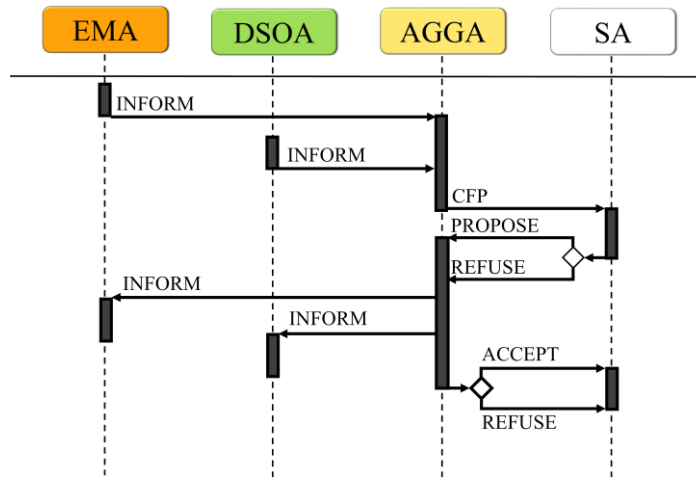 EMA
DSOA
AGGA
SA
INFORM
INFORM
CFP
PROPOSE
REFUSE
INFORM
INFORM
ACCEPT
REFUSE